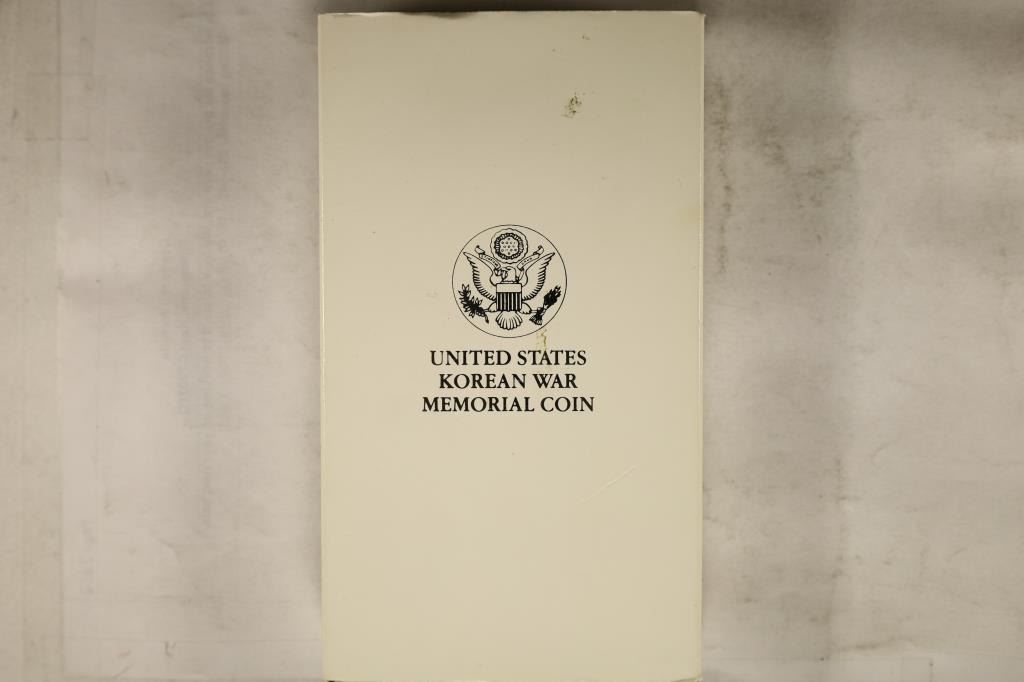 UNITED STATES
KOREAN WAR
MEMORIAL COIN